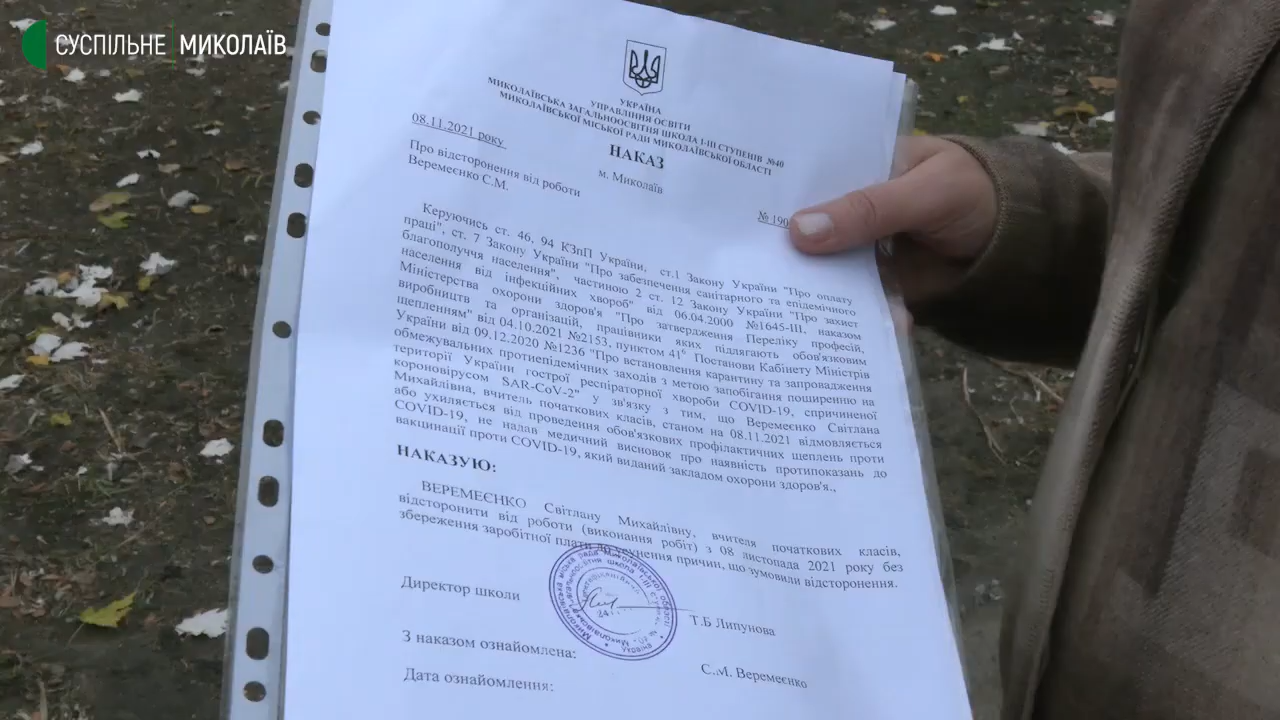 СУСПІЛЬНЕ МИКОЛАЇВ
УКРАЇНА
УПРАВЛІННЯ ОСВІТИ
МИКОЛАЇВСЬКА ЗАГАЛЬНООСВІТНЯ ШКОЛА І-ІІІ СТУПЕНІВ №40
МИКОЛАЇВСЬКОЇ МІСЬКОЇ РАДИ МИКОЛАЇВСЬКОЇ ОБЛАСТІ
08.11.2021 року
НАКАЗ
м. Миколаїв
№ 190
Про відсторонення від роботи
Веремеєнко С.М.
Керуючись ст. 46, 94 КЗпП України, ст.1 Закону України "Про оплату
праці", ст. 7 Закону України "Про забезпечення санітарного та епідемічного
благополуччя населення", частиною 2 ст. 12 Закону України "Про захист
населення від інфекційних хвороб" від 06.04.2000 №1645-ІІІ, наказом
Міністерства охорони здоров'я "Про затвердження Переліку професій,
виробництв та організацій, працівники яких підлягають обов'язковим
щепленням" від 04.10.2021 №2153, пунктом 41⁶ Постанови Кабінету Міністрів
України від 09.12.2020 №1236 "Про встановлення карантину та запровадження
обмежувальних протиепідемічних заходів з метою запобігання поширенню на
території України гострої респіраторної хвороби COVID-19, спричиненої
короновірусом SAR-CoV-2" у зв'язку з тим, що Веремеєнко Світлана
Михайлівна, вчитель початкових класів, станом на 08.11.2021 відмовляється
або ухиляється від проведення обов'язкових профілактичних щеплень проти
COVID-19, не надав медичний висновок про наявність протипоказань до
вакцинації проти COVID-19, який виданий закладом охорони здоров'я.,
НАКАЗУЮ:
ВЕРЕМЕЄНКО Світлану Михайлівну, вчителя початкових класів,
відсторонити від роботи (виконання робіт) з 08 листопада 2021 року без
збереження заробітної плати до усунення причин, що зумовили відсторонення.
Директор школи
Т.Б Липунова
З наказом ознайомлена:
С.М. Веремеєнко
Дата ознайомлення: